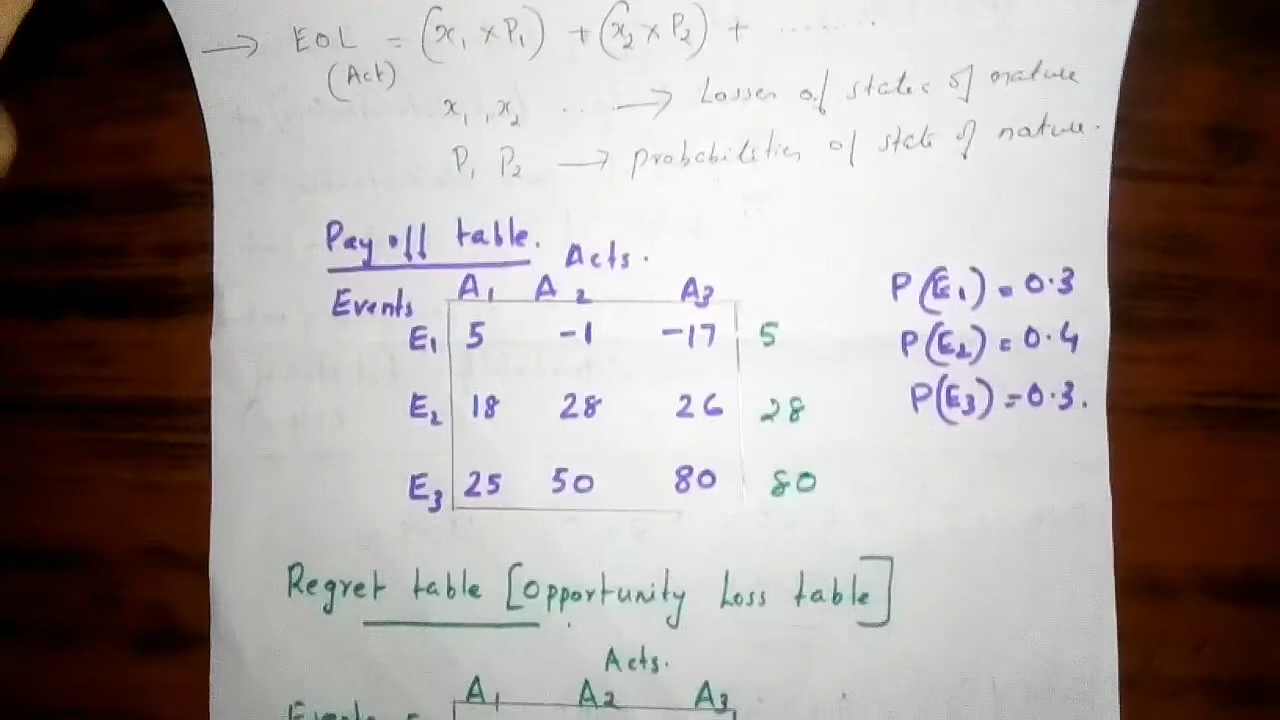 → EOL = (x₁ × P₁) + (x₂ × P₂) + ........
(Act)
x₁, x₂ ... → Losses of states of nature
P₁ P₂ → probabilities of state of nature.
Pay off table.
Acts.
Events A₁ A₂ A₃
E₁ 5 -1 -17 5
E₂ 18 28 26 28
E₃ 25 50 80 80
P(E₁) = 0.3
P(E₂) = 0.4
P(E₃) = 0.3.
Regret table [Opportunity Loss table]
Acts.
A₁ A₂ A₃
Events